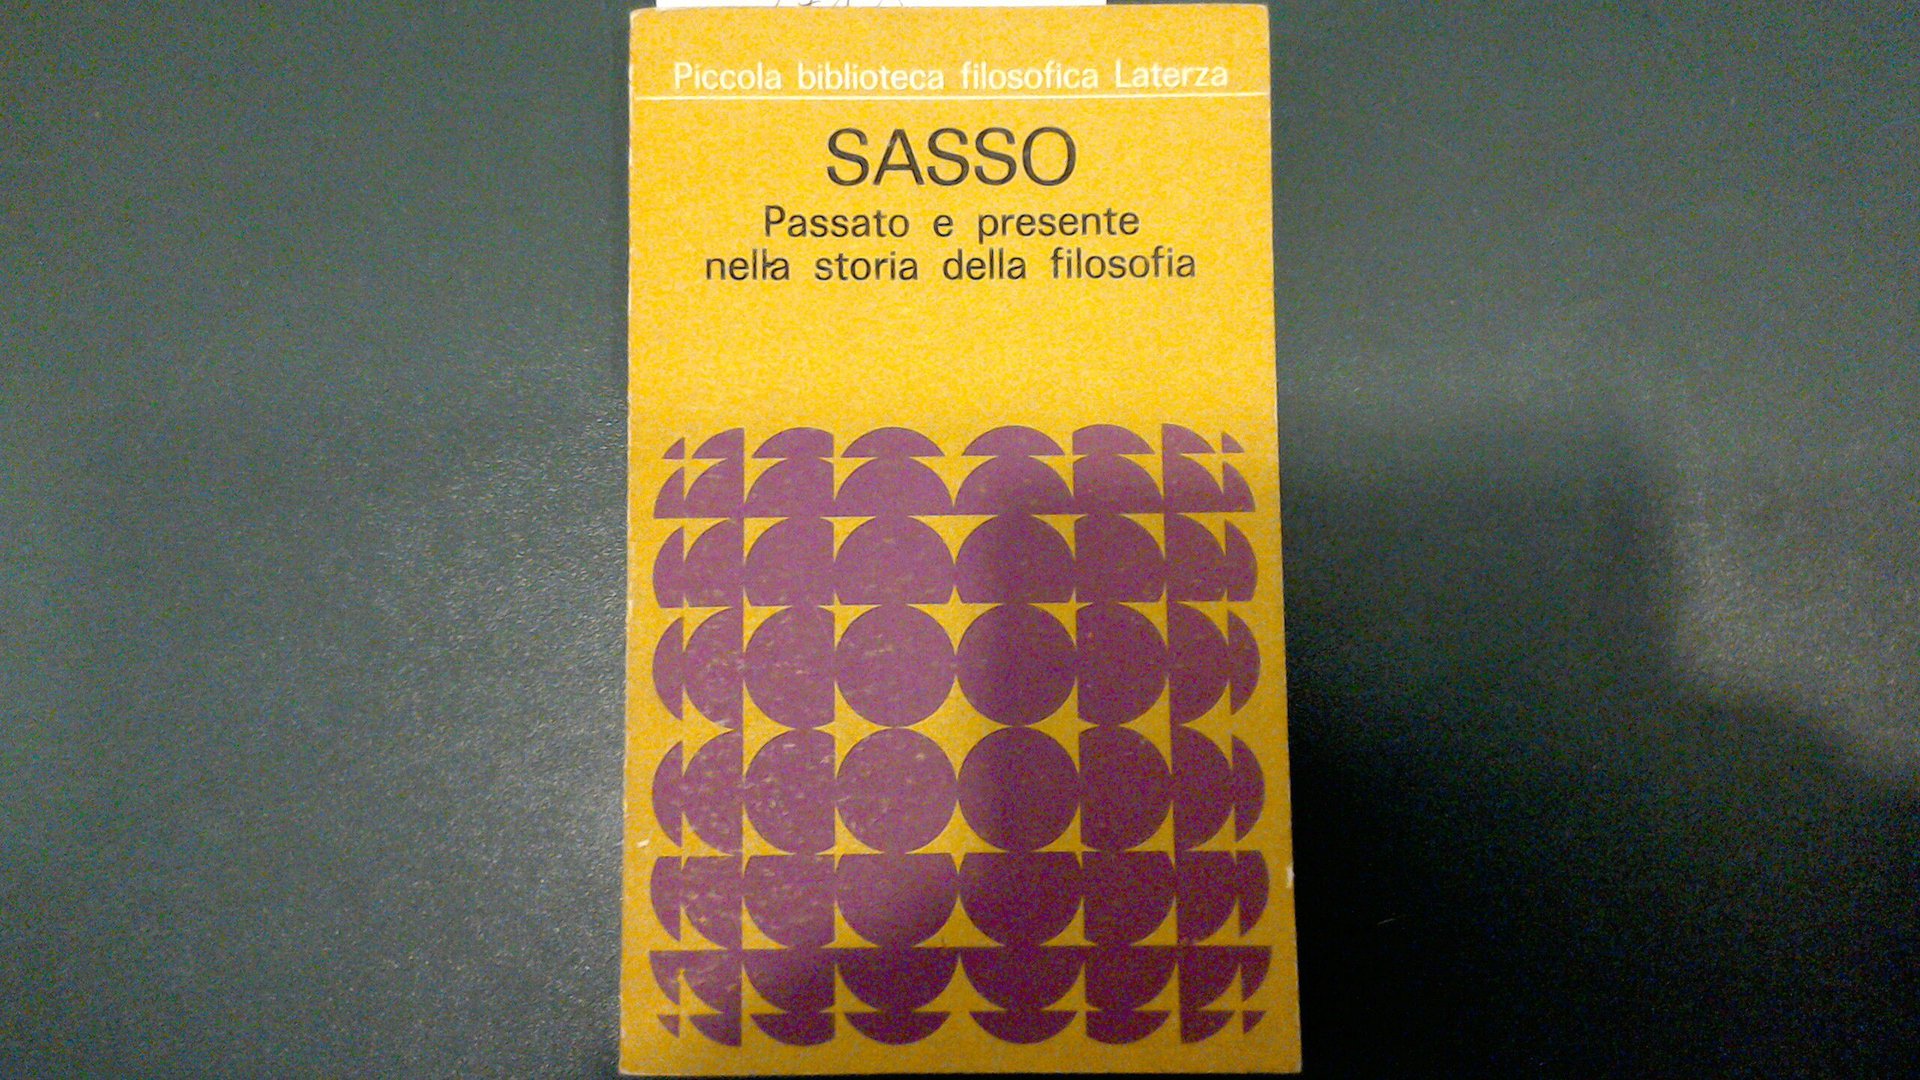 Piccola biblioteca filosofica Laterza
SASSO
Passato e presente
nella storia della filosofia